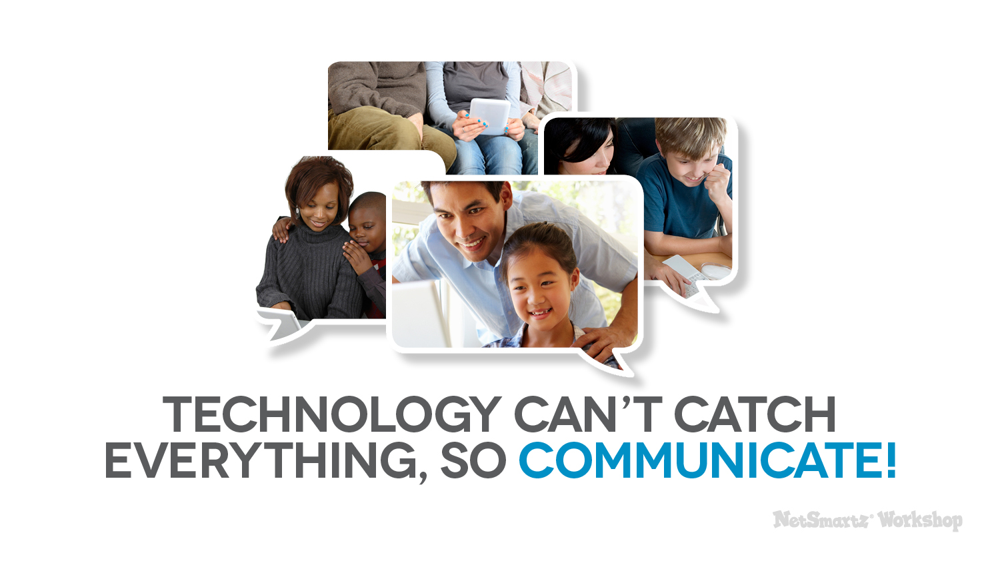 TECHNOLOGY CAN'T CATCH
EVERYTHING, SO COMMUNICATE!
NetSmartz® Workshop